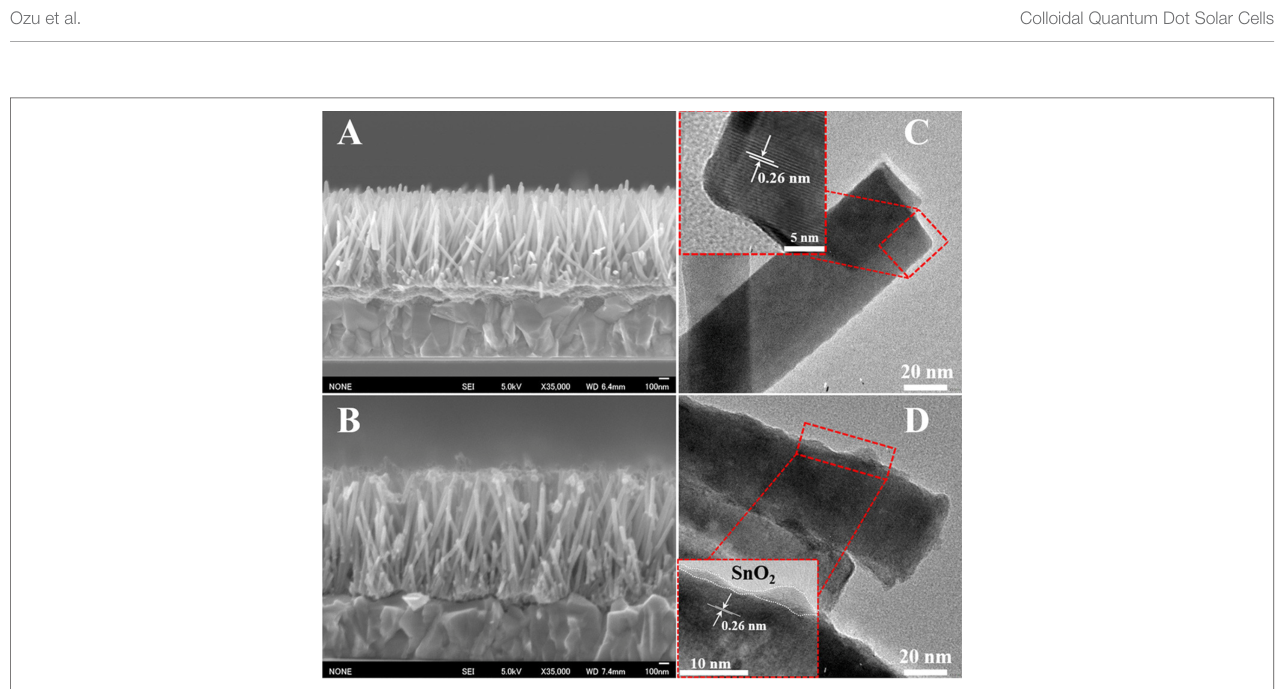 Ozu et al.
Colloidal Quantum Dot Solar Cells
A
NONE SEI 5.0kV X35,000 WD 6.4mm 100nm
C
0.26 nm
5 nm
20 nm
B
NONE SEI 5.0kV X35,000 WD 7.4mm 100nm
D
SnO₂
0.26 nm
10 nm
20 nm